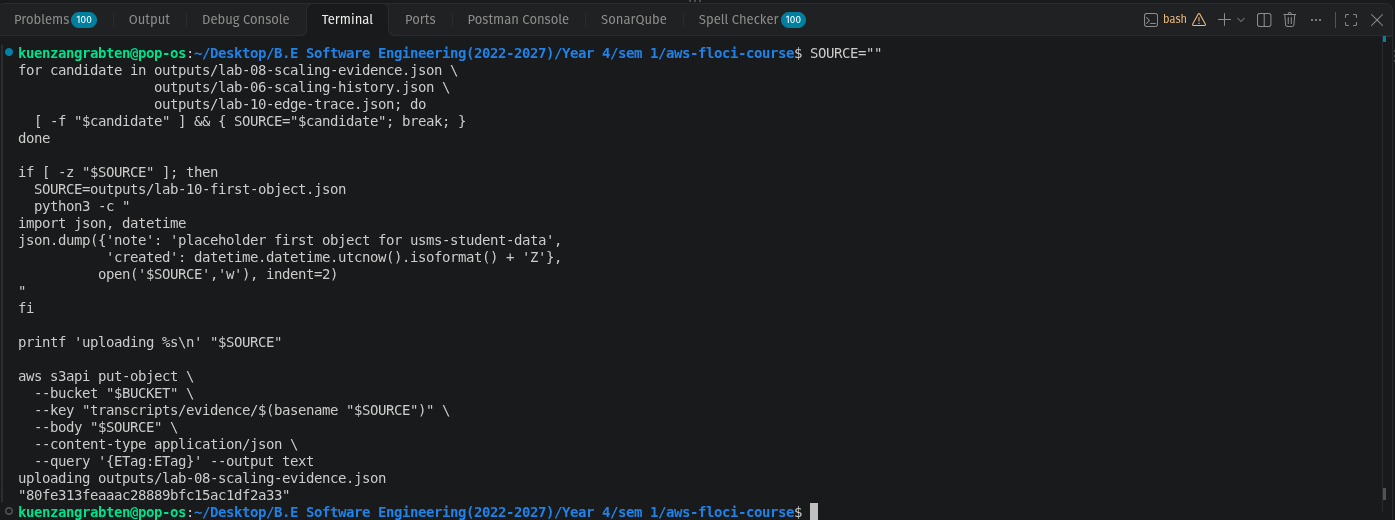 Problems 100 Output Debug Console Terminal Ports Postman Console SonarQube Spell Checker 100 bash
kuenzangrabten@pop-os:~/Desktop/B.E Software Engineering(2022-2027)/Year 4/sem 1/aws-floci-course$ SOURCE=""
for candidate in outputs/lab-08-scaling-evidence.json \
                 outputs/lab-06-scaling-history.json \
                 outputs/lab-10-edge-trace.json; do
  [ -f "$candidate" ] && { SOURCE="$candidate"; break; }
done

if [ -z "$SOURCE" ]; then
  SOURCE=outputs/lab-10-first-object.json
  python3 -c "
import json, datetime
json.dump({'note': 'placeholder first object for usms-student-data',
           'created': datetime.datetime.utcnow().isoformat() + 'Z'},
          open('$SOURCE','w'), indent=2)
"
fi

printf 'uploading %s\n' "$SOURCE"

aws s3api put-object \
  --bucket "$BUCKET" \
  --key "transcripts/evidence/$(basename "$SOURCE")" \
  --body "$SOURCE" \
  --content-type application/json \
  --query '{ETag:ETag}' --output text
uploading outputs/lab-08-scaling-evidence.json
"80fe313feaaac28889bfc15ac1df2a33"
kuenzangrabten@pop-os:~/Desktop/B.E Software Engineering(2022-2027)/Year 4/sem 1/aws-floci-course$